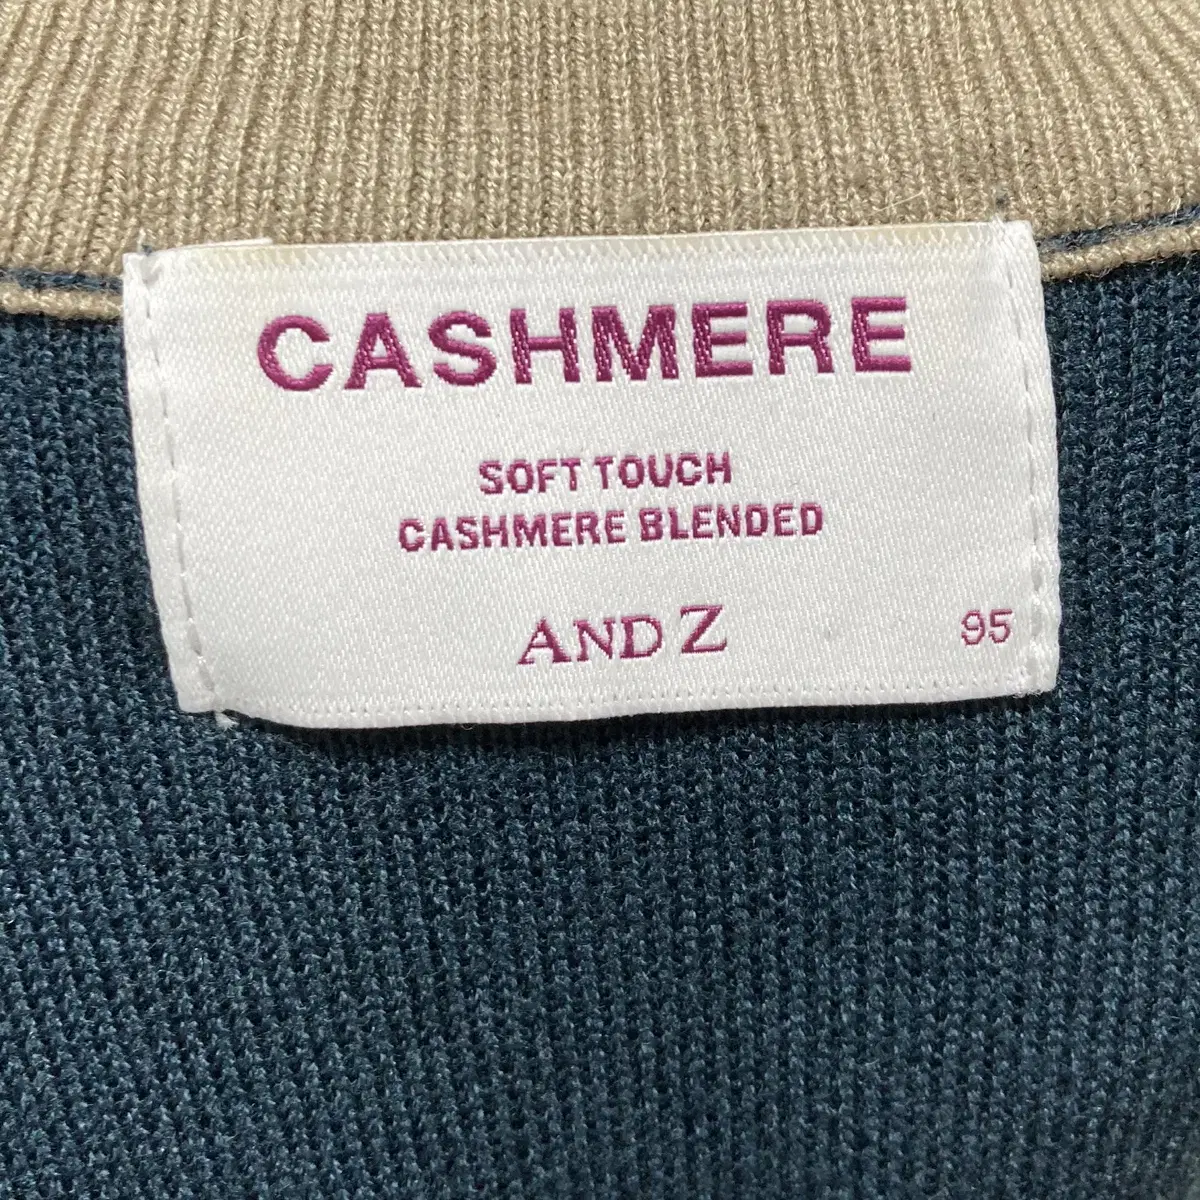 CASHMERE
SOFT TOUCH
CASHMERE BLENDED
AND Z 95